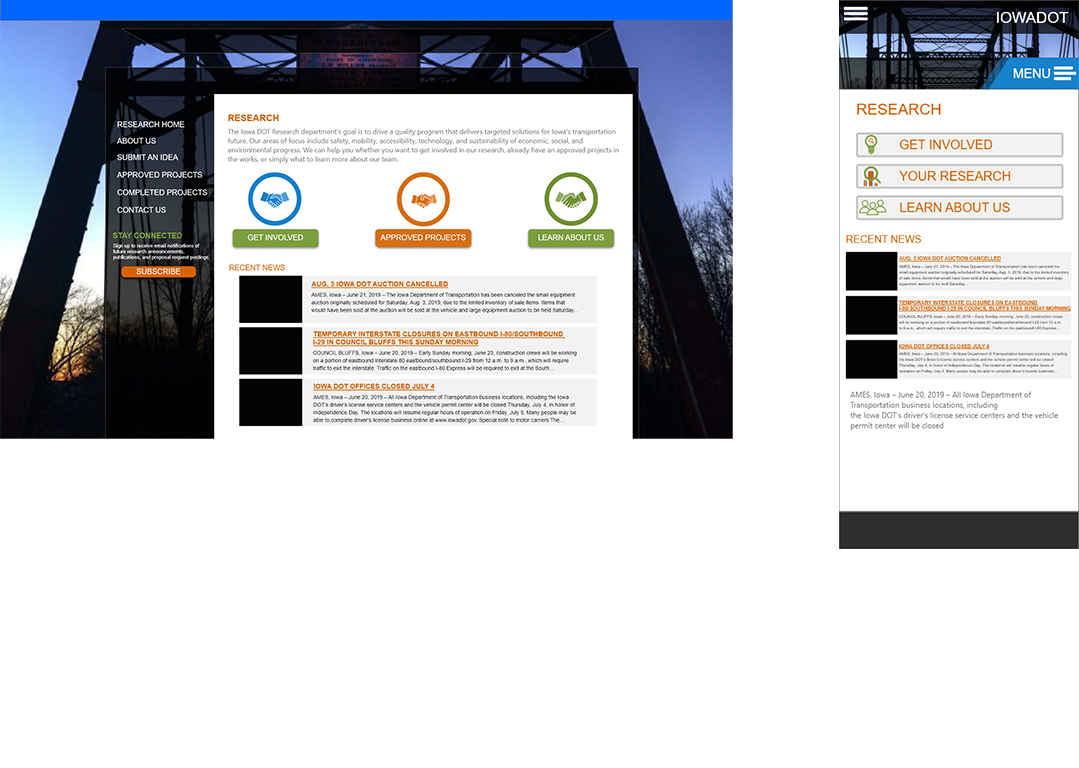 RESEARCH HOME
ABOUT US
SUBMIT AN IDEA
APPROVED PROJECTS
COMPLETED PROJECTS
CONTACT US
STAY CONNECTED
Sign up to receive email notifications of
future research announcements,
publications, and proposal request postings.
SUBSCRIBE
RESEARCH
The Iowa DOT Research department's goal is to drive a quality program that delivers targeted solutions for Iowa's transportation
future. Our areas of focus include safety, mobility, accessibility, technology, and sustainability of economic, social, and
environmental progress. We can help you whether you want to get involved in our research, already have an approved projects in
the works, or simply what to learn more about our team.
GET INVOLVED
APPROVED PROJECTS
LEARN ABOUT US
RECENT NEWS
AUG. 3 IOWA DOT AUCTION CANCELLED
AMES, Iowa – June 21, 2019 – The Iowa Department of Transportation has been canceled the small equipment
auction originally scheduled for Saturday, Aug. 3, 2019, due to the limited inventory of sale items. Items that
would have been sold at the auction will be sold at the vehicle and large equipment auction to be held Saturday...
TEMPORARY INTERSTATE CLOSURES ON EASTBOUND I-80/SOUTHBOUND
I-29 IN COUNCIL BLUFFS THIS SUNDAY MORNING
COUNCIL BLUFFS, Iowa – June 20, 2019 – Early Sunday morning, June 23, construction crews will be working
on a portion of eastbound Interstate 80 eastbound/southbound I-29 from 12 a.m. to 9 a.m., which will require
traffic to exit the interstate. Traffic on the eastbound I-80 Express will be required to exit at the South...
IOWA DOT OFFICES CLOSED JULY 4
AMES, Iowa – June 20, 2019 – All Iowa Department of Transportation business locations, including the Iowa
DOT's driver's license service centers and the vehicle permit center will be closed Thursday, July 4, in honor of
Independence Day. The locations will resume regular hours of operation on Friday, July 5. Many people may be
able to complete driver's license business online at www.iowadot.gov. Special note to motor carriers The...
IOWADOT
MENU
RESEARCH
GET INVOLVED
YOUR RESEARCH
LEARN ABOUT US
RECENT NEWS
AUG. 3 IOWA DOT AUCTION CANCELLED
AMES, Iowa – June 21, 2019 – The Iowa Department of Transportation has been canceled the
small equipment auction originally scheduled for Saturday, Aug. 3, 2019, due to the limited inventory
of sale items. Items that would have been sold at the auction will be sold at the vehicle and large
equipment auction to be held Saturday...
TEMPORARY INTERSTATE CLOSURES ON EASTBOUND
I-80/SOUTHBOUND I-29 IN COUNCIL BLUFFS THIS SUNDAY MORNING
COUNCIL BLUFFS, Iowa – June 20, 2019 – Early Sunday morning, June 23, construction crews
will be working on a portion of eastbound Interstate 80 eastbound/southbound I-29 from 12 a.m.
to 9 a.m., which will require traffic to exit the interstate. Traffic on the eastbound I-80 Express...
IOWA DOT OFFICES CLOSED JULY 4
AMES, Iowa – June 20, 2019 – All Iowa Department of Transportation business locations, including
the Iowa DOT's driver's license service centers and the vehicle permit center will be closed
Thursday, July 4, in honor of Independence Day. The locations will resume regular hours of
operation on Friday, July 5. Many people may be able to complete driver's license business...
AMES, Iowa – June 20, 2019 – All Iowa Department of
Transportation business locations, including
the Iowa DOT's driver's license service centers and the vehicle
permit center will be closed